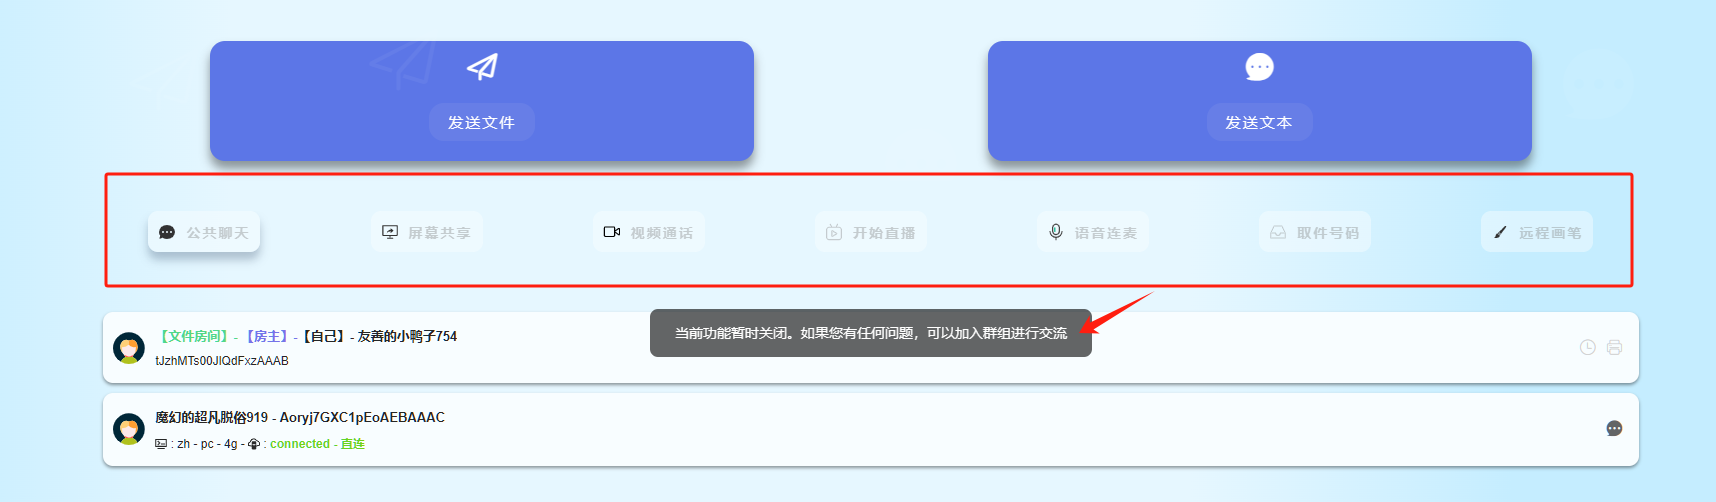 发送文件
发送文本
公共聊天
屏幕共享
视频通话
开始直播
语音连麦
取件号码
远程画笔
当前功能暂时关闭。如果您有任何问题，可以加入群组进行交流
【文件房间】-【房主】-【自己】- 友善的小鸭子754
tJzhMTs00JlQdFxzAAAB
魔幻的超凡脱俗919 - Aoryj7GXC1pEoAEBAAAC
: zh - pc - 4g - : connected - 直连